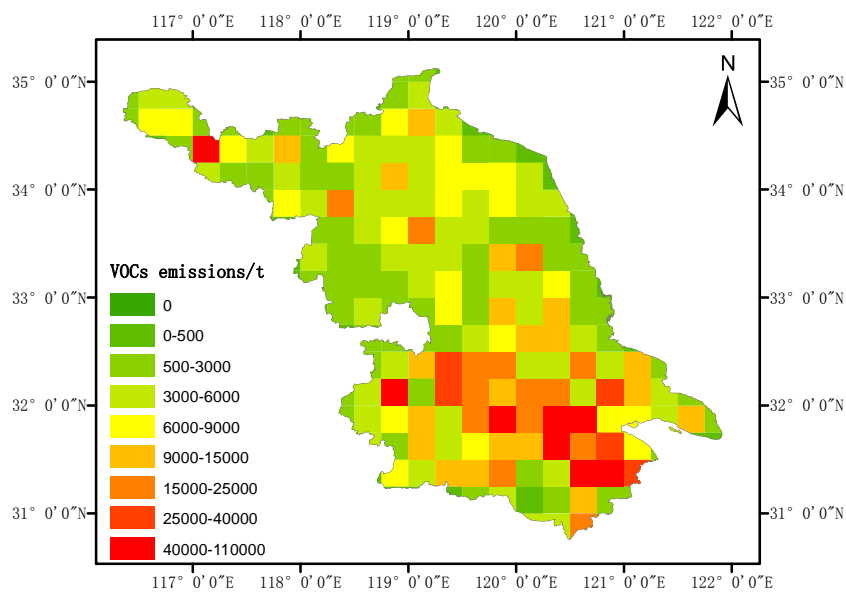 117° 0'0"E 118° 0'0"E 119° 0'0"E 120° 0'0"E 121° 0'0"E 122° 0'0"E
N
35° 0'0"N 35° 0'0"N
34° 0'0"N 34° 0'0"N
33° 0'0"N 33° 0'0"N
32° 0'0"N 32° 0'0"N
31° 0'0"N 31° 0'0"N
VOCs emissions/t
0
0-500
500-3000
3000-6000
6000-9000
9000-15000
15000-25000
25000-40000
40000-110000
117° 0'0"E 118° 0'0"E 119° 0'0"E 120° 0'0"E 121° 0'0"E 122° 0'0"E